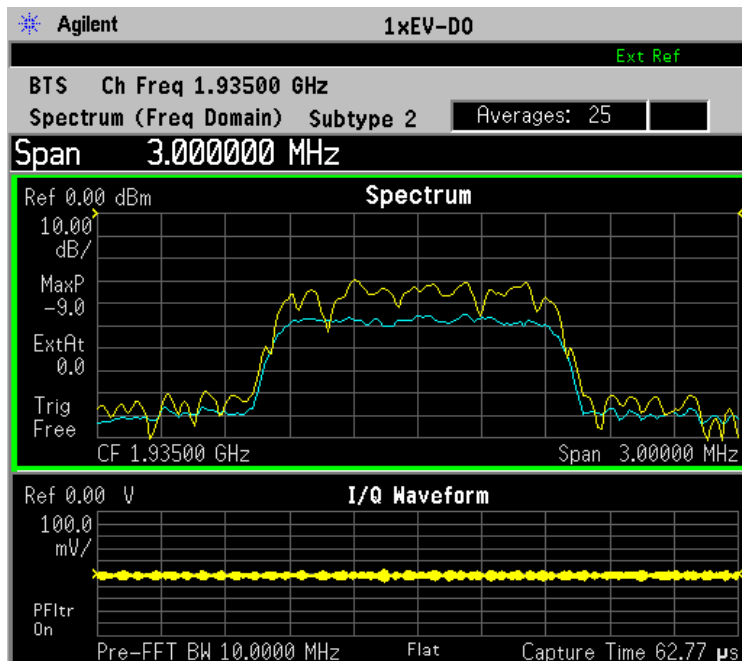 Agilent 1xEV-DO
Ext Ref
BTS Ch Freq 1.93500 GHz
Spectrum (Freq Domain) Subtype 2 Averages: 25
Span 3.000000 MHz
Ref 0.00 dBm Spectrum
10.00
dB/
MaxP
-9.0
ExtAt
0.0
Trig
Free
CF 1.93500 GHz Span 3.00000 MHz
Ref 0.00 V I/Q Waveform
100.0
mV/
PFltr
On
Pre-FFT BW 10.0000 MHz Flat Capture Time 62.77 µs